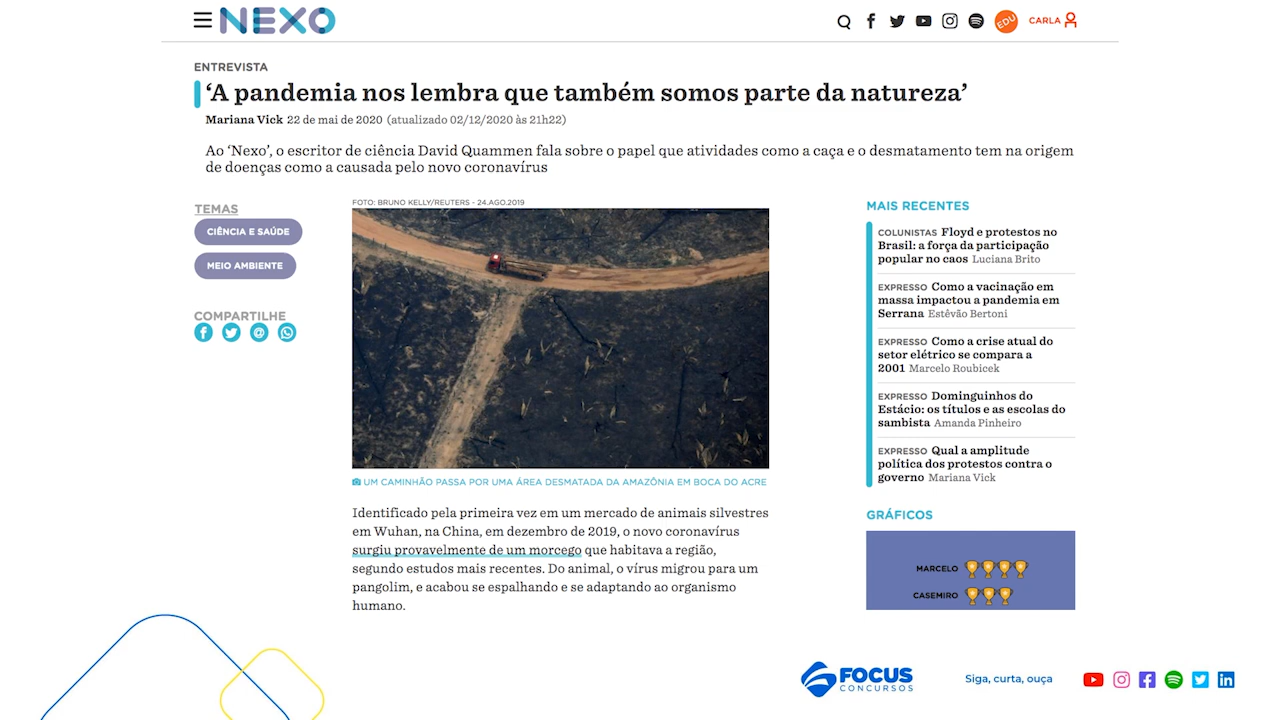 NEXO
EDU
CARLA
ENTREVISTA
‘A pandemia nos lembra que também somos parte da natureza’
Mariana Vick 22 de mai de 2020 (atualizado 02/12/2020 às 21h22)
Ao ‘Nexo’, o escritor de ciência David Quammen fala sobre o papel que atividades como a caça e o desmatamento tem na origem
de doenças como a causada pelo novo coronavírus
TEMAS
CIÊNCIA E SAÚDE
MEIO AMBIENTE
COMPARTILHE
FOTO: BRUNO KELLY/REUTERS - 24.AGO.2019
UM CAMINHÃO PASSA POR UMA ÁREA DESMATADA DA AMAZÔNIA EM BOCA DO ACRE
Identificado pela primeira vez em um mercado de animais silvestres
em Wuhan, na China, em dezembro de 2019, o novo coronavírus
surgiu provavelmente de um morcego que habitava a região,
segundo estudos mais recentes. Do animal, o vírus migrou para um
pangolim, e acabou se espalhando e se adaptando ao organismo
humano.
MAIS RECENTES
COLUNISTAS Floyd e protestos no
Brasil: a força da participação
popular no caos Luciana Brito
EXPRESSO Como a vacinação em
massa impactou a pandemia em
Serrana Estêvão Bertoni
EXPRESSO Como a crise atual do
setor elétrico se compara a
2001 Marcelo Roubicek
EXPRESSO Dominguinhos do
Estácio: os títulos e as escolas do
sambista Amanda Pinheiro
EXPRESSO Qual a amplitude
política dos protestos contra o
governo Mariana Vick
GRÁFICOS
MARCELO
CASEMIRO
FOCUS
CONCURSOS
Siga, curta, ouça